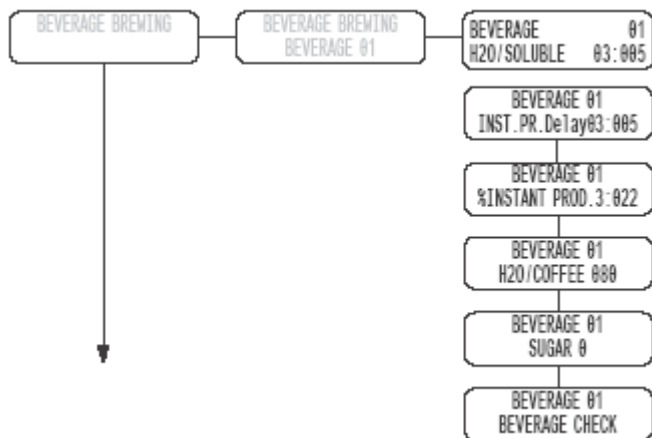 BEVERAGE BREWING
BEVERAGE BREWING
BEVERAGE 01
BEVERAGE 01
H2O/SOLUBLE 03:005
BEVERAGE 01
INST.PR.Delay03:005
BEVERAGE 01
%INSTANT PROD.3:022
BEVERAGE 01
H2O/COFFEE 080
BEVERAGE 01
SUGAR 0
BEVERAGE 01
BEVERAGE CHECK